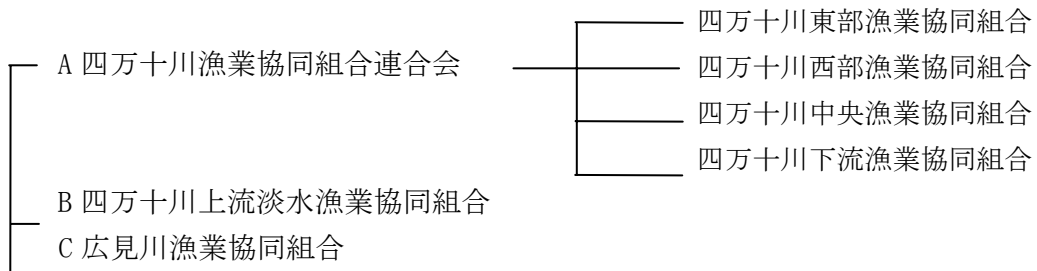 四万十川東部漁業協同組合
A 四万十川漁業協同組合連合会
四万十川西部漁業協同組合
四万十川中央漁業協同組合
四万十川下流漁業協同組合
B 四万十川上流淡水漁業協同組合
C 広見川漁業協同組合